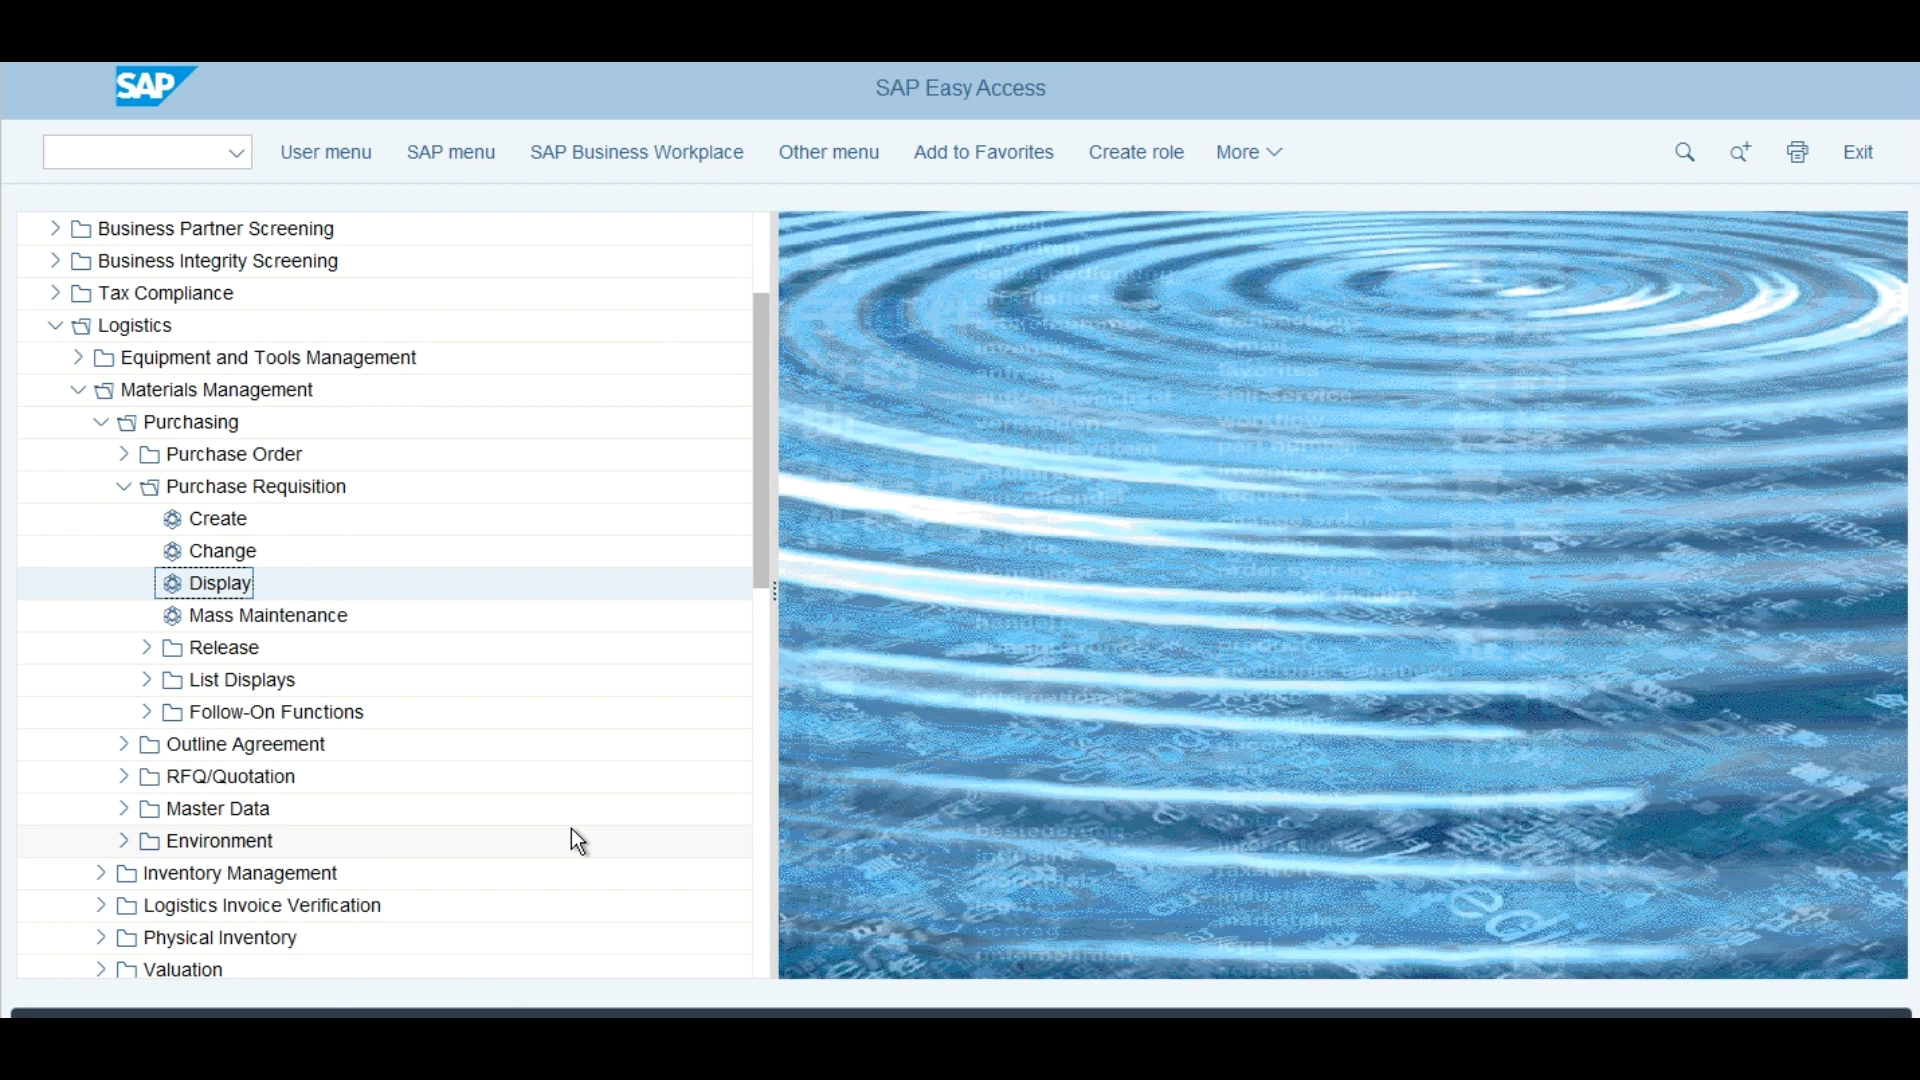 SAP
SAP Easy Access
User menu SAP menu SAP Business Workplace Other menu Add to Favorites Create role More Exit
Business Partner Screening
Business Integrity Screening
Tax Compliance
Logistics
Equipment and Tools Management
Materials Management
Purchasing
Purchase Order
Purchase Requisition
Create
Change
Display
Mass Maintenance
Release
List Displays
Follow-On Functions
Outline Agreement
RFQ/Quotation
Master Data
Environment
Inventory Management
Logistics Invoice Verification
Physical Inventory
Valuation